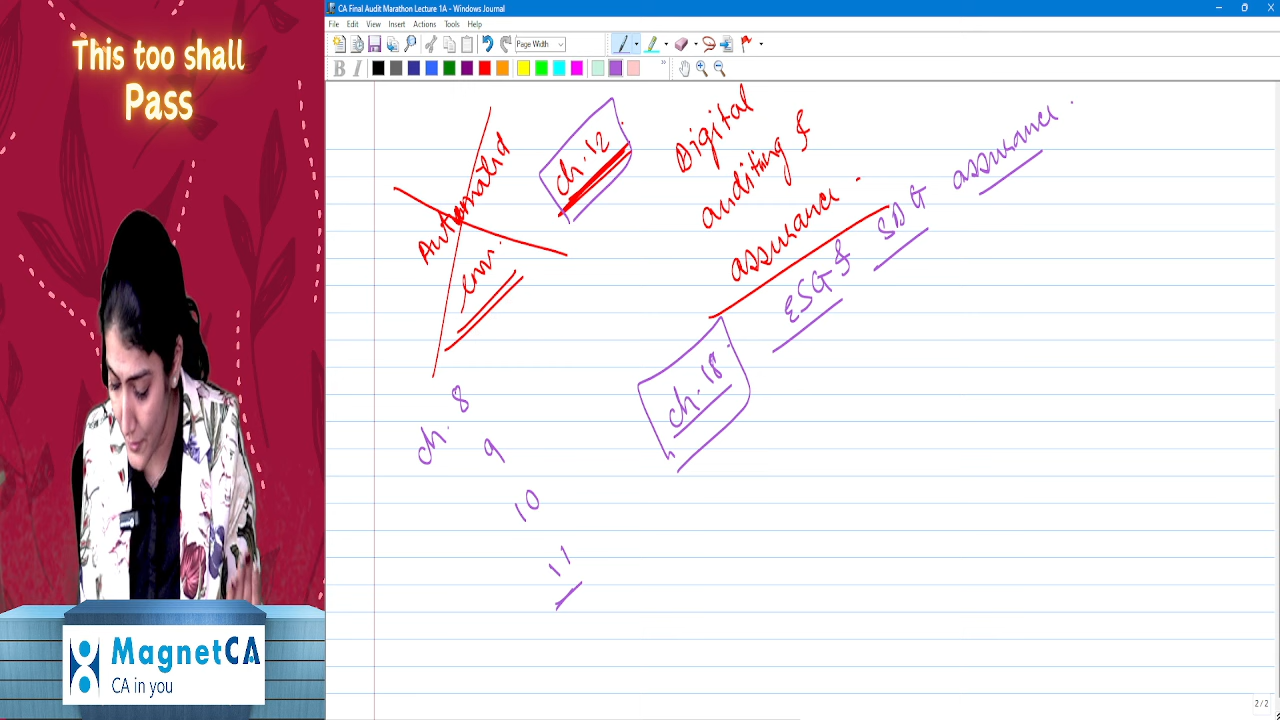 This too shall
Pass
CA Final Audit Marathon Lecture 1A - Windows Journal
File Edit View Insert Actions Tools Help
Page Width
B I
Automated
env.
ch. 12
Digital
auditing &
assurance.
ch. 18
ESG & SDG assurance.
ch. 8
9
10
11
MagnetCA
CA in you
2/2